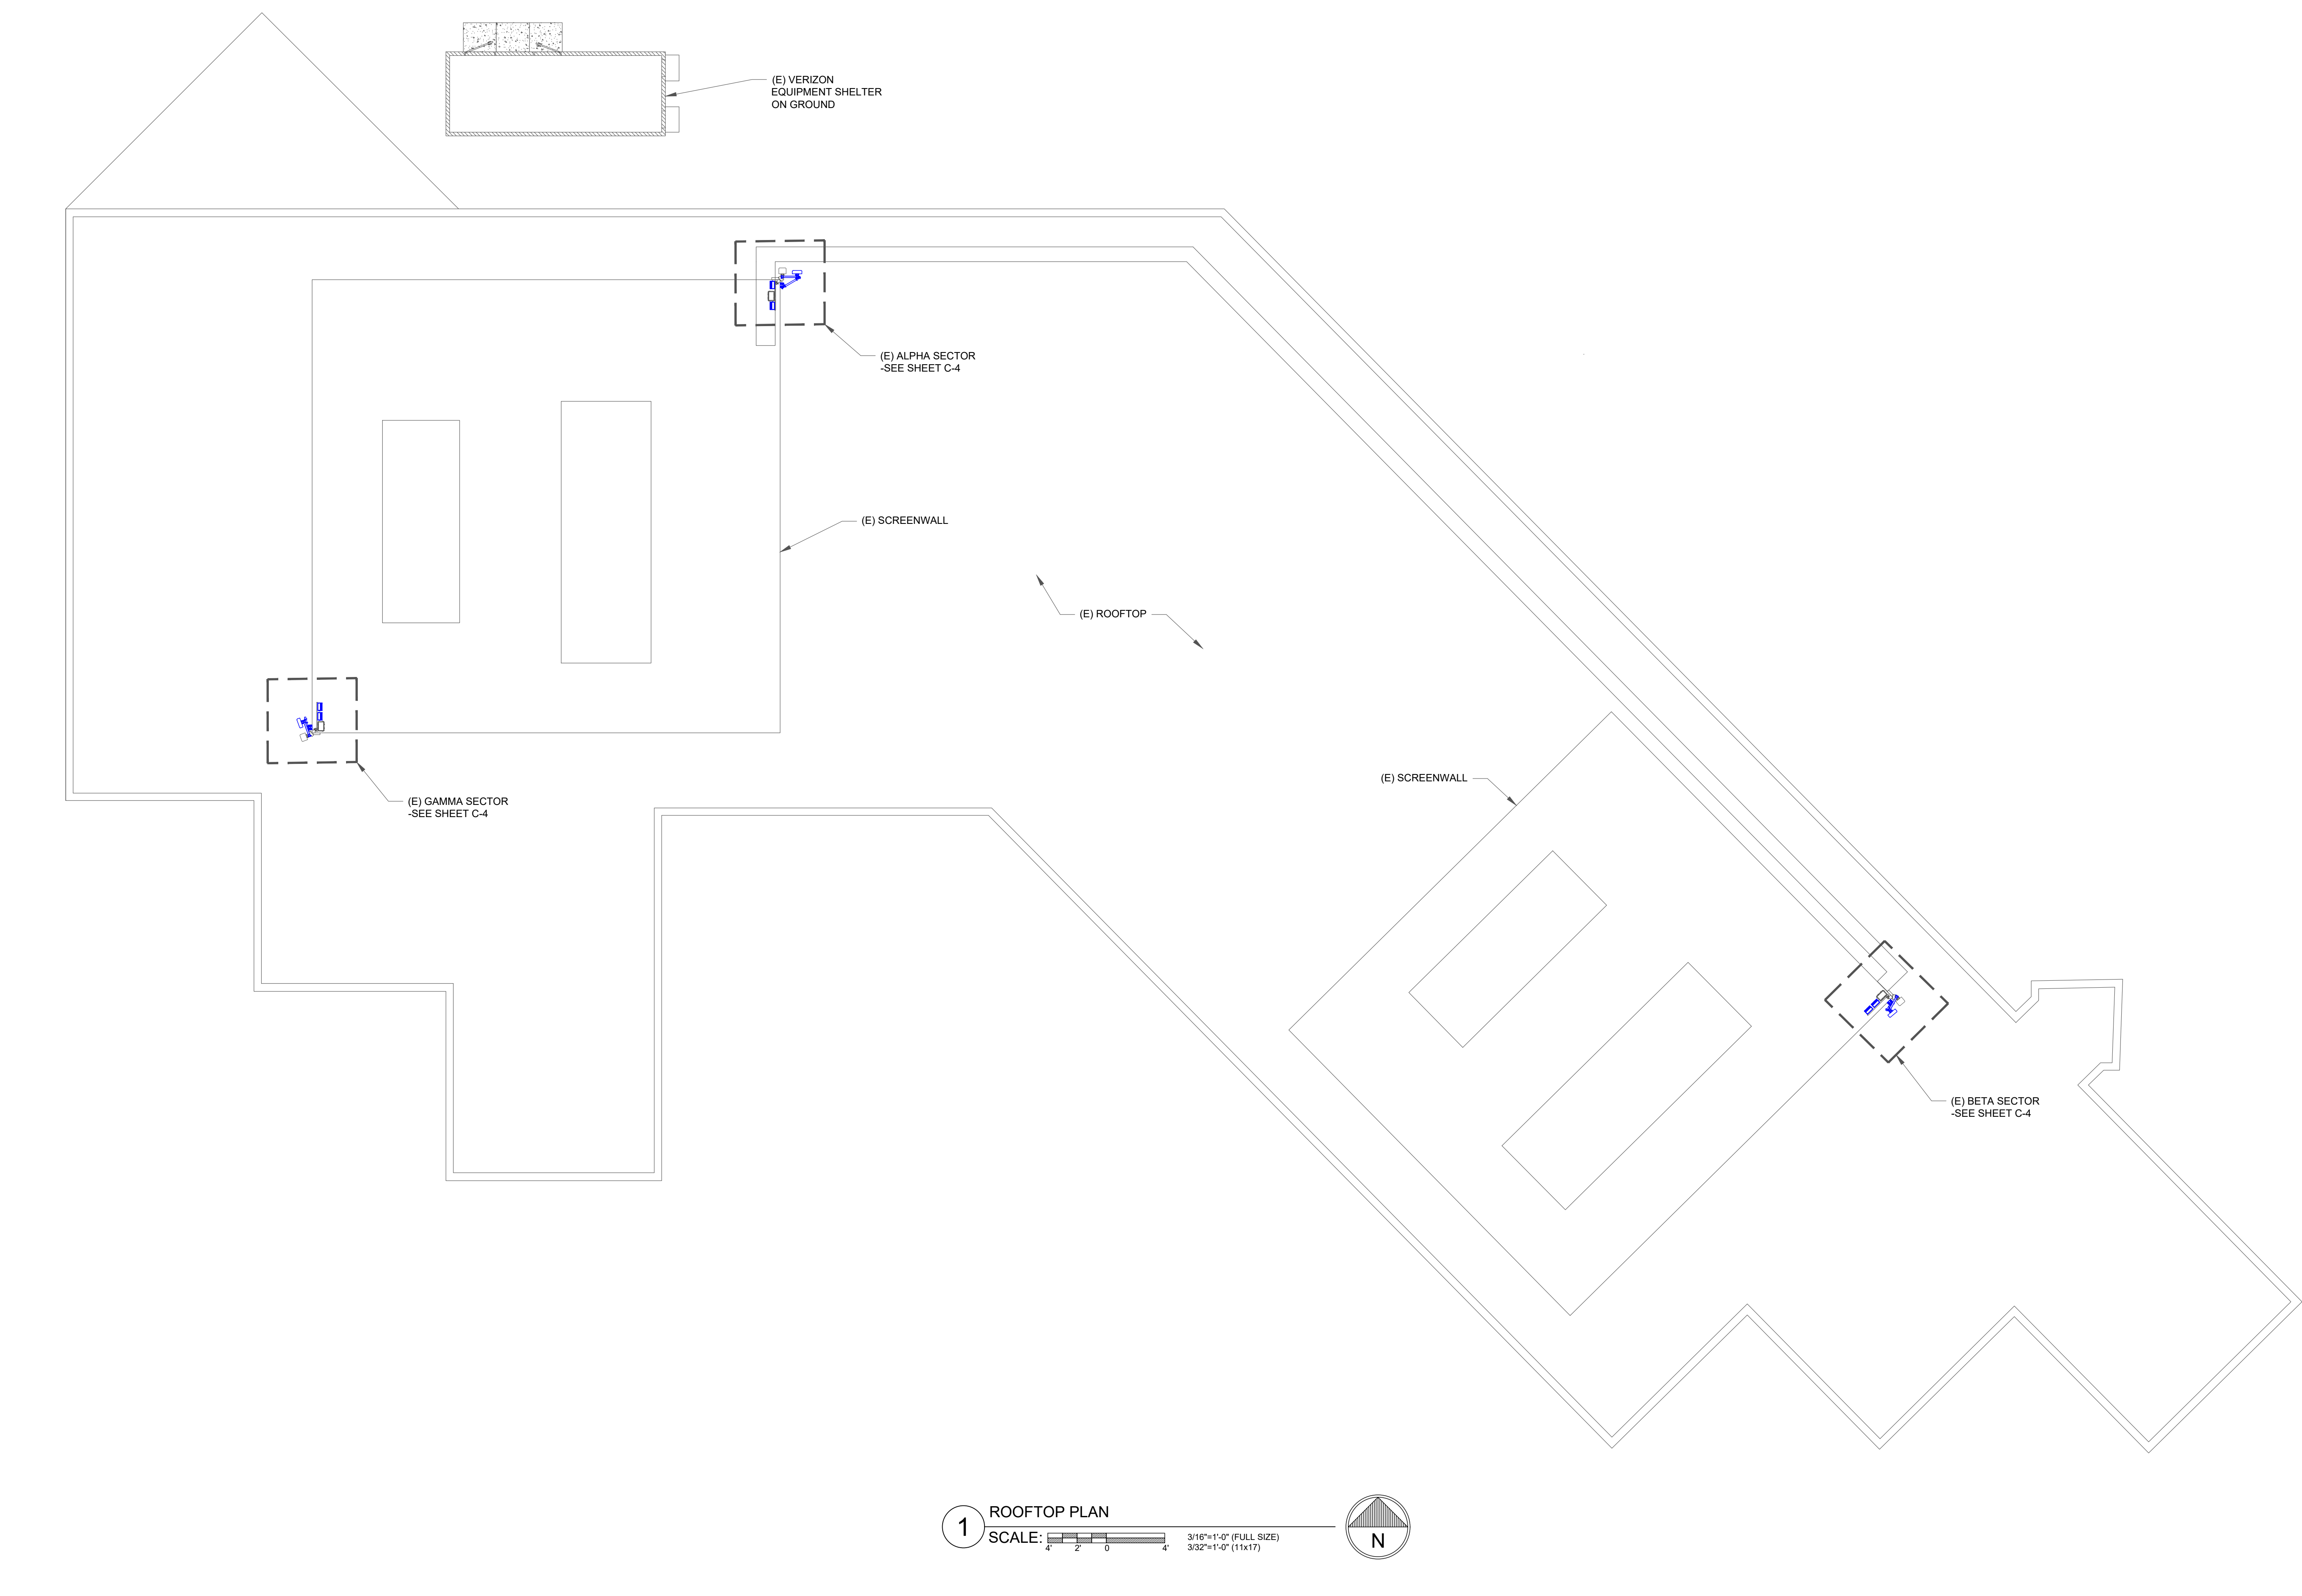 (E) VERIZON
EQUIPMENT SHELTER
ON GROUND
(E) ALPHA SECTOR
-SEE SHEET C-4
(E) SCREENWALL
(E) ROOFTOP
(E) SCREENWALL
(E) GAMMA SECTOR
-SEE SHEET C-4
(E) BETA SECTOR
-SEE SHEET C-4
1
ROOFTOP PLAN
SCALE:
4' 2' 0 4'
3/16"=1'-0" (FULL SIZE)
3/32"=1'-0" (11x17)
N